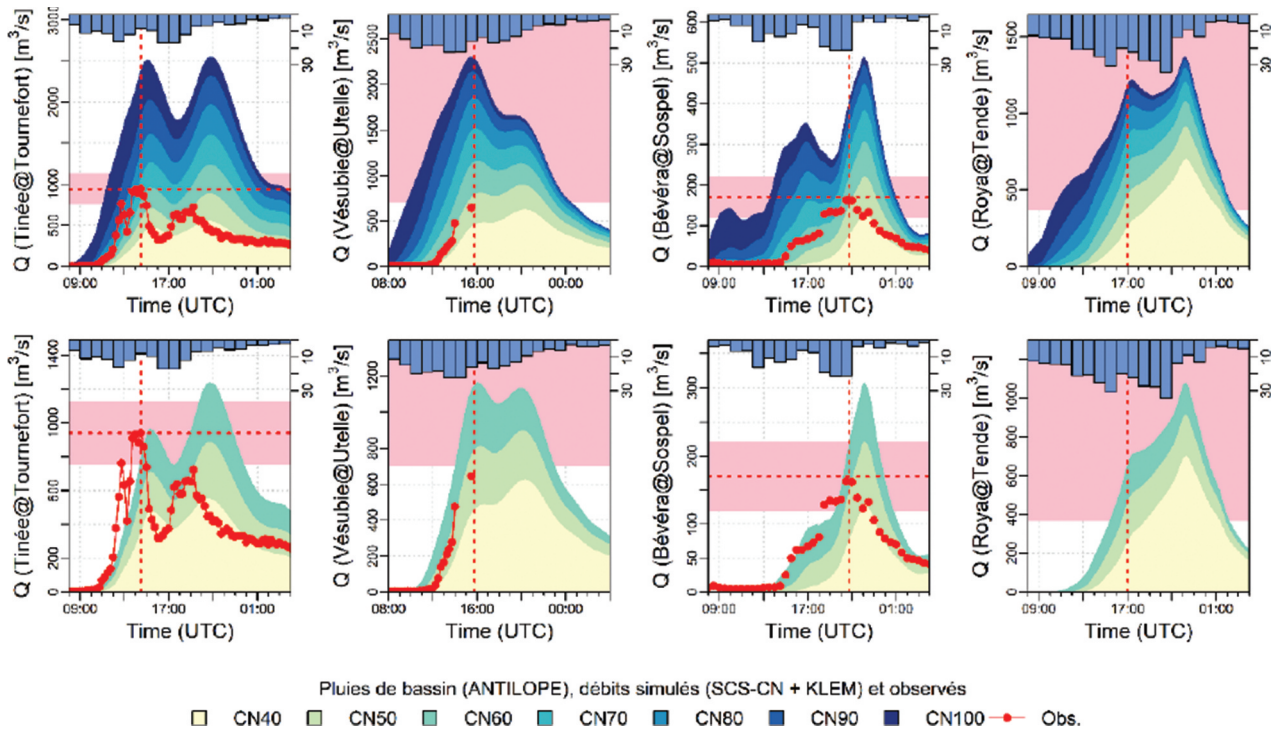 Q (Tinée@Tournefort) [m³/s]
0 500 1000 2000 3000
10 30
09:00 17:00 01:00
Time (UTC)
Q (Vésubie@Utelle) [m³/s]
0 500 1000 1500 2000 2500
10 30
08:00 16:00 00:00
Time (UTC)
Q (Bévéra@Sospel) [m³/s]
0 100 200 300 400 500 600
10 30
09:00 17:00 01:00
Time (UTC)
Q (Roya@Tende) [m³/s]
0 500 1000 1500
10 30
09:00 17:00 01:00
Time (UTC)
Q (Tinée@Tournefort) [m³/s]
0 200 400 600 1000 1400
10 30
09:00 17:00 01:00
Time (UTC)
Q (Vésubie@Utelle) [m³/s]
0 200 400 600 800 1200
10 30
08:00 16:00 00:00
Time (UTC)
Q (Bévéra@Sospel) [m³/s]
0 50 100 200 300
10 30
09:00 17:00 01:00
Time (UTC)
Q (Roya@Tende) [m³/s]
0 200 400 600 800 1000
10 30
09:00 17:00 01:00
Time (UTC)
Pluies de bassin (ANTILOPE), débits simulés (SCS-CN + KLEM) et observés
CN40 CN50 CN60 CN70 CN80 CN90 CN100 Obs.